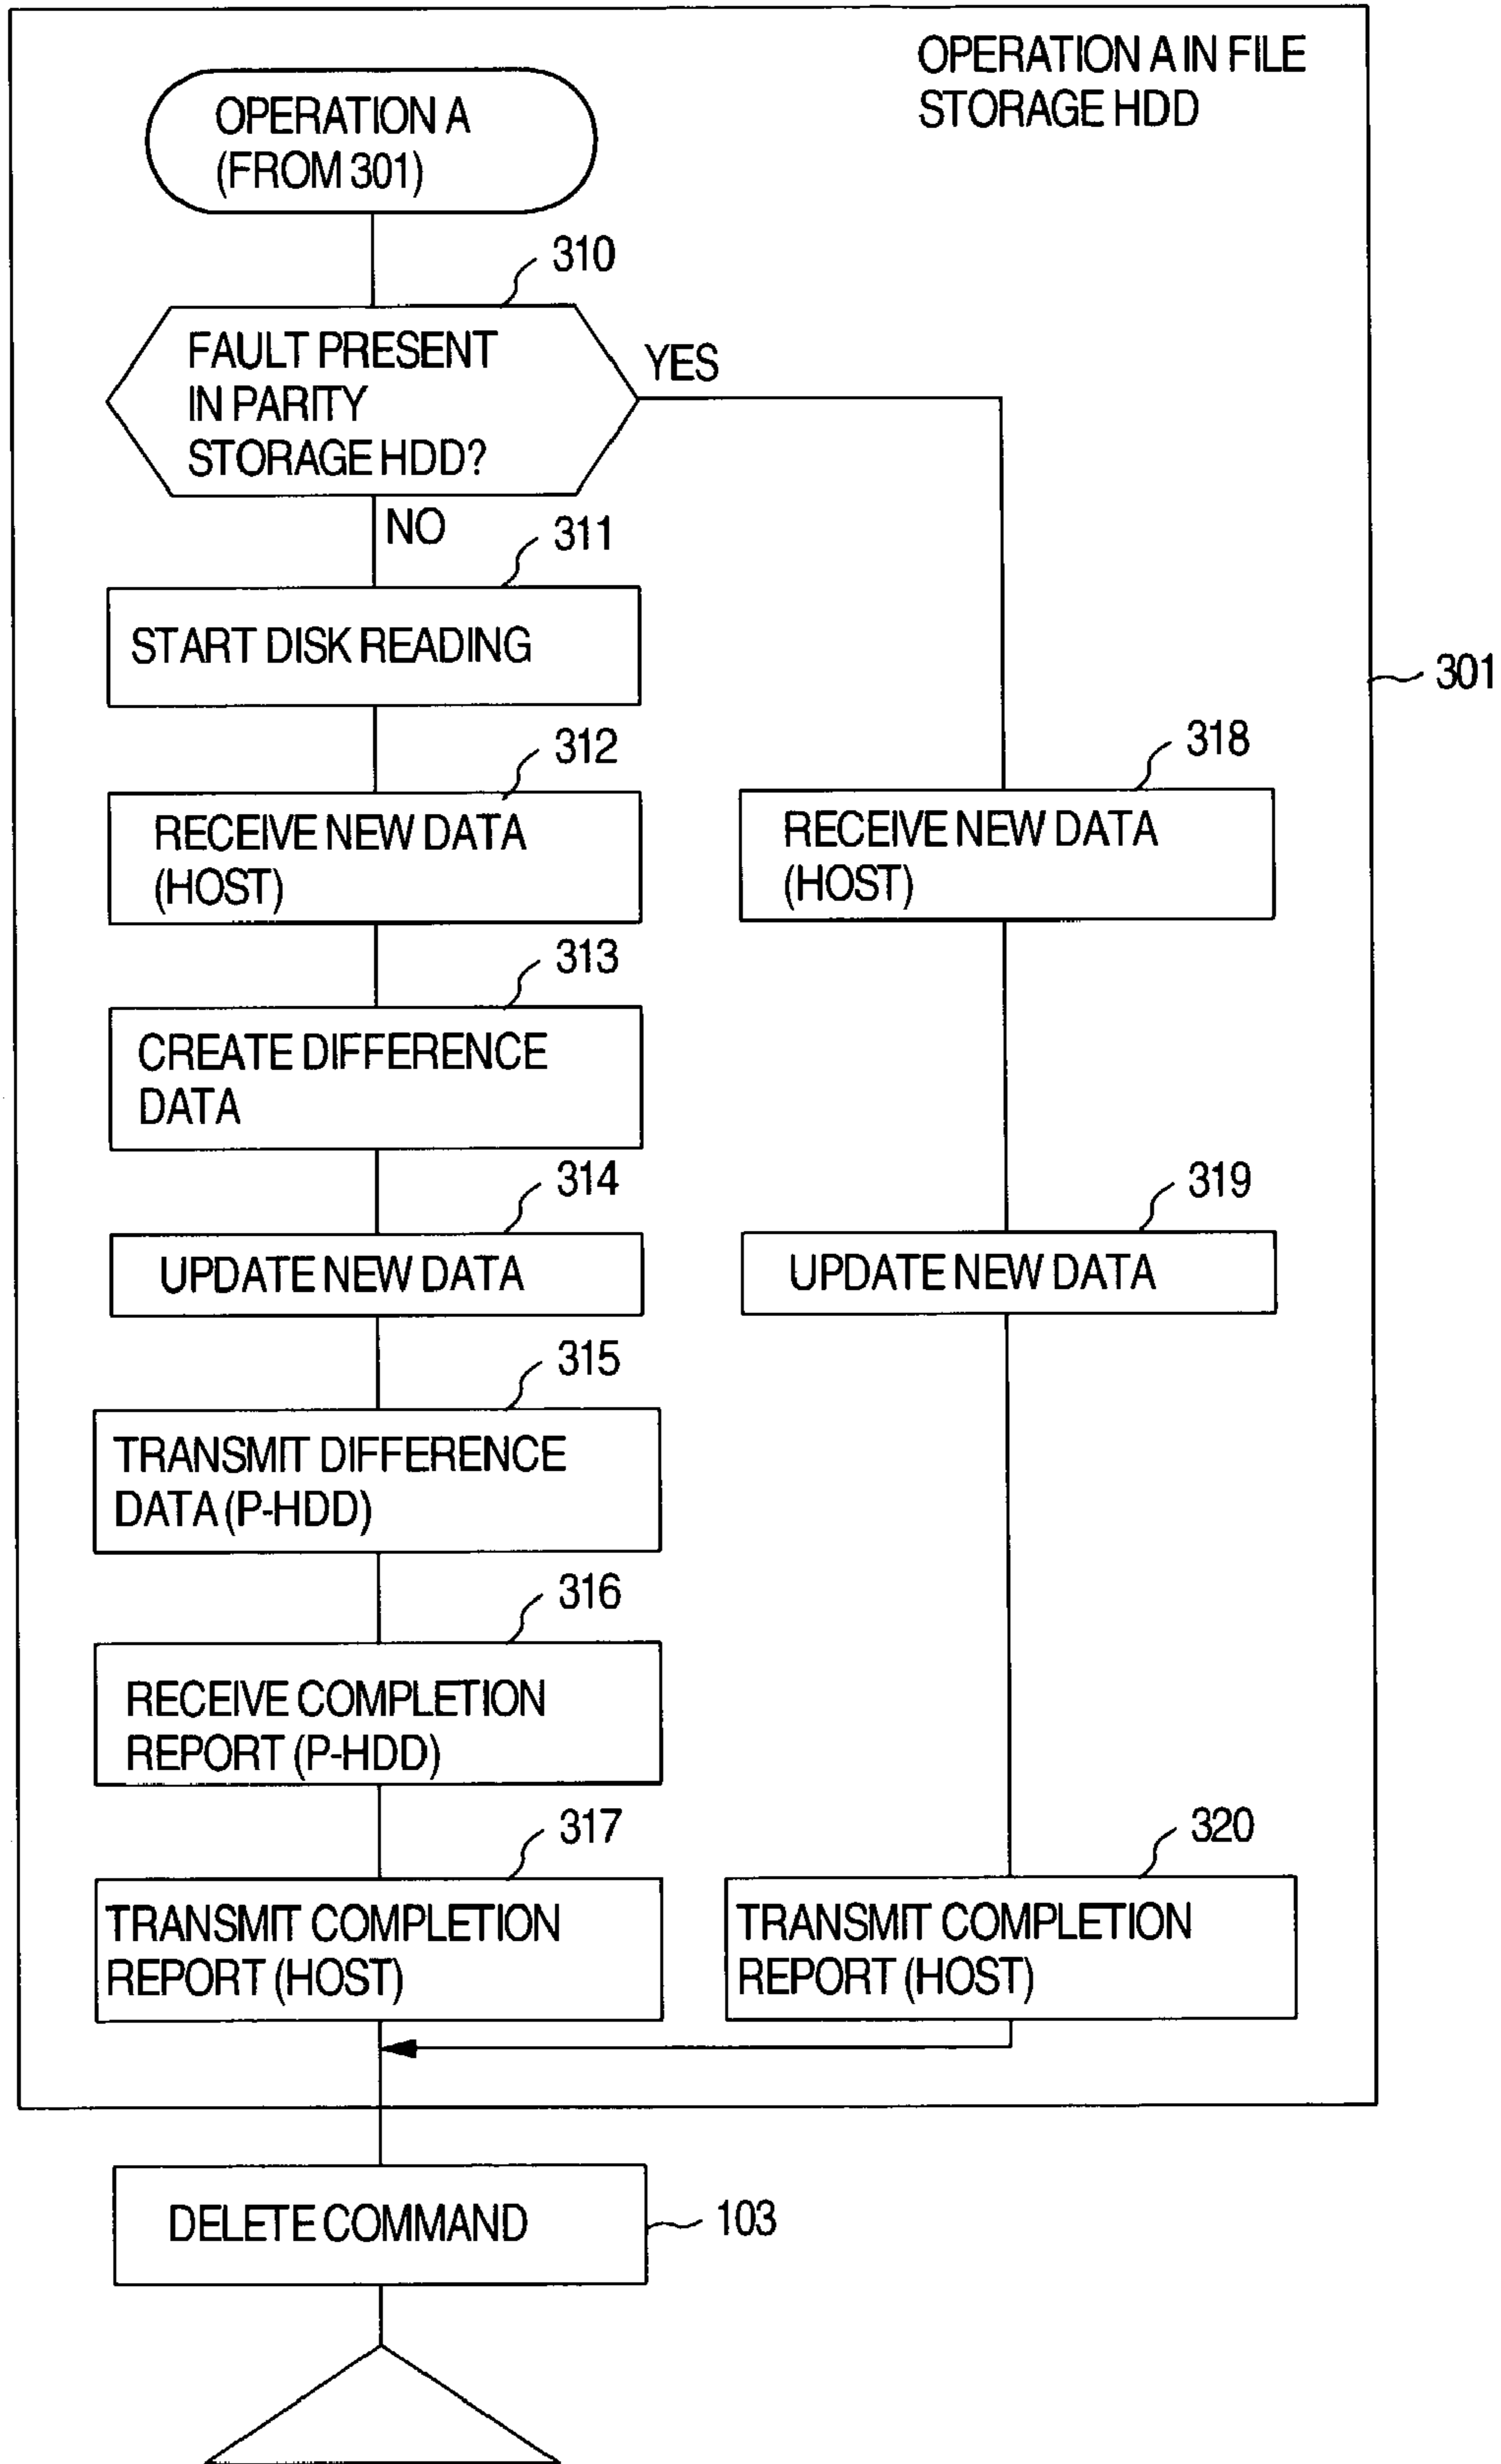 OPERATION A IN FILE
STORAGE HDD
OPERATION A
(FROM 301)
310
FAULT PRESENT
IN PARITY
STORAGE HDD?
YES
NO
311
START DISK READING
301
312
RECEIVE NEW DATA
(HOST)
318
RECEIVE NEW DATA
(HOST)
313
CREATE DIFFERENCE
DATA
314
UPDATE NEW DATA
319
UPDATE NEW DATA
315
TRANSMIT DIFFERENCE
DATA (P-HDD)
316
RECEIVE COMPLETION
REPORT (P-HDD)
317
TRANSMIT COMPLETION
REPORT (HOST)
320
TRANSMIT COMPLETION
REPORT (HOST)
DELETE COMMAND
103